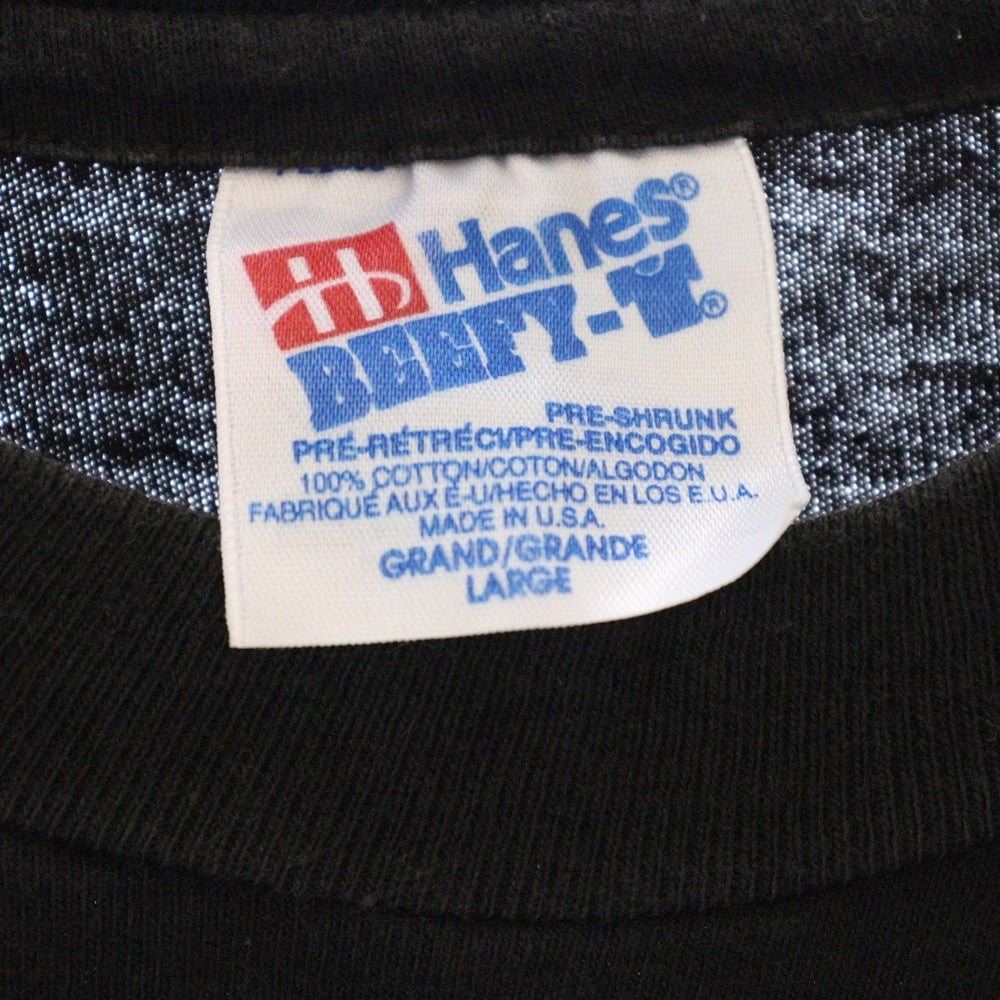 Hanes®
BEEFY-T®
PRE-SHRUNK
PRÉ-RÉTRÉCI/PRE-ENCOGIDO
100% COTTON/COTON/ALGODON
FABRIQUÉ AUX É-U/HECHO EN LOS E.U.A.
MADE IN U.S.A.
GRAND/GRANDE
LARGE